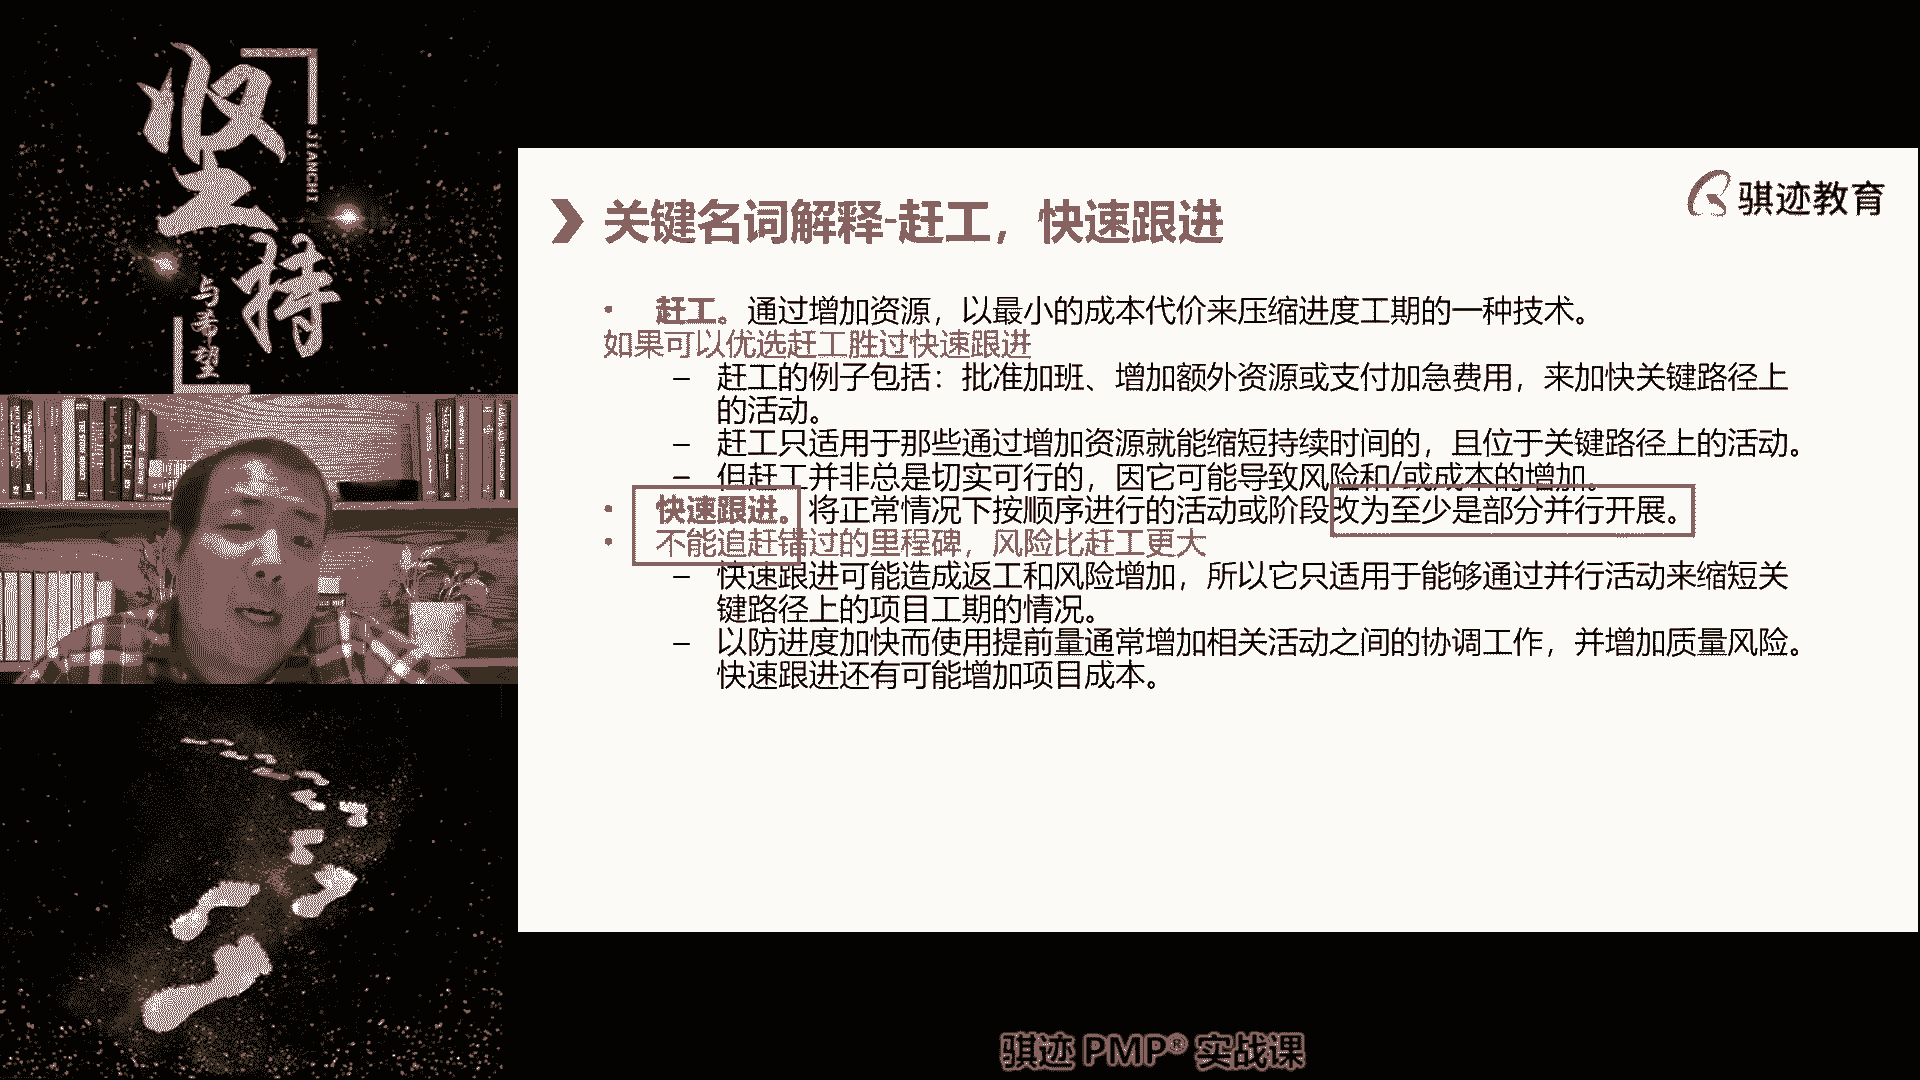 坚持
JIANCHI
与希望
骐迹教育
关键名词解释-赶工，快速跟进
• 赶工。通过增加资源，以最小的成本代价来压缩进度工期的一种技术。
如果可以优选赶工胜过快速跟进
– 赶工的例子包括：批准加班、增加额外资源或支付加急费用，来加快关键路径上
的活动。
– 赶工只适用于那些通过增加资源就能缩短持续时间的，且位于关键路径上的活动。
– 但赶工并非总是切实可行的，因它可能导致风险和/或成本的增加。
• 快速跟进。将正常情况下按顺序进行的活动或阶段改为至少是部分并行开展。
• 不能追赶错过的里程碑，风险比赶工更大
– 快速跟进可能造成返工和风险增加，所以它只适用于能够通过并行活动来缩短关
键路径上的项目工期的情况。
– 以防进度加快而使用提前量通常增加相关活动之间的协调工作，并增加质量风险。
快速跟进还有可能增加项目成本。
骐迹 PMP® 实战课